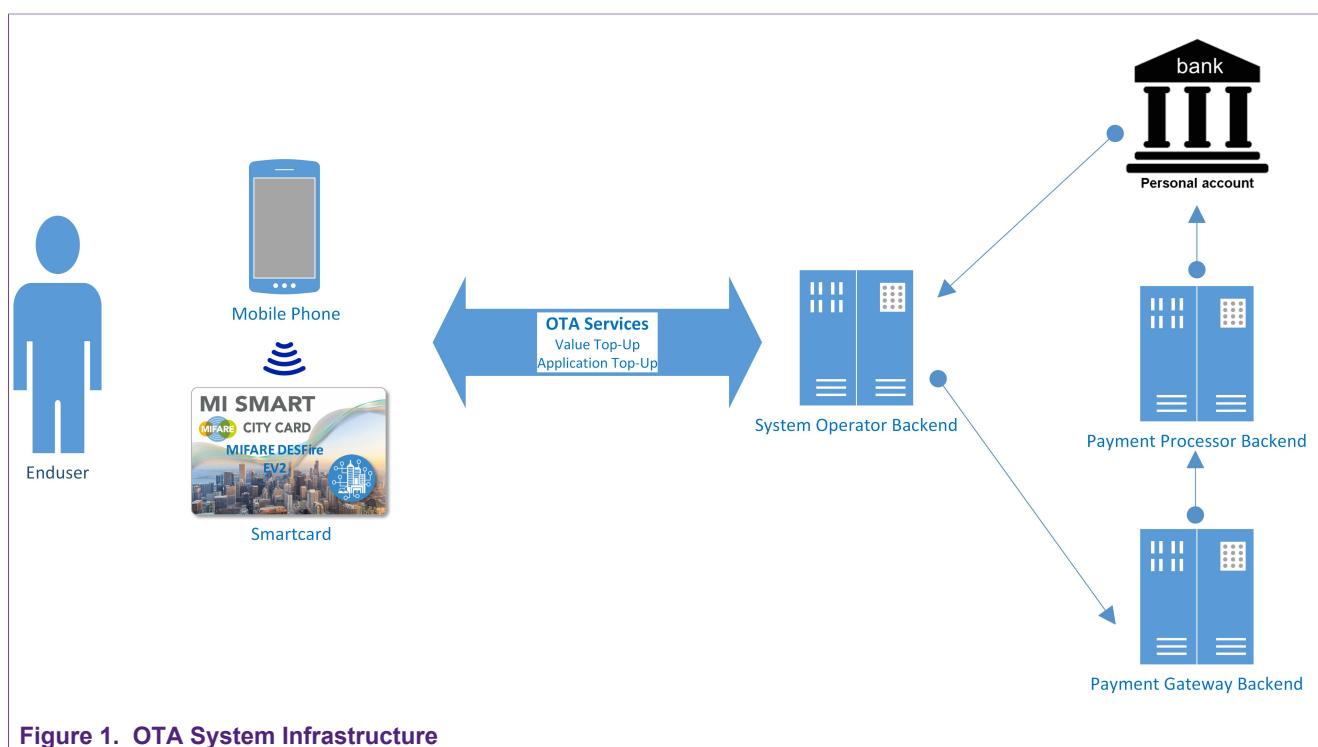 bank
Personal account
Mobile Phone
OTA Services
Value Top-Up
Application Top-Up
MI SMART
MIFARE CITY CARD
MIFARE DESFire
EV2
System Operator Backend
Payment Processor Backend
Enduser
Smartcard
Payment Gateway Backend
Figure 1. OTA System Infrastructure